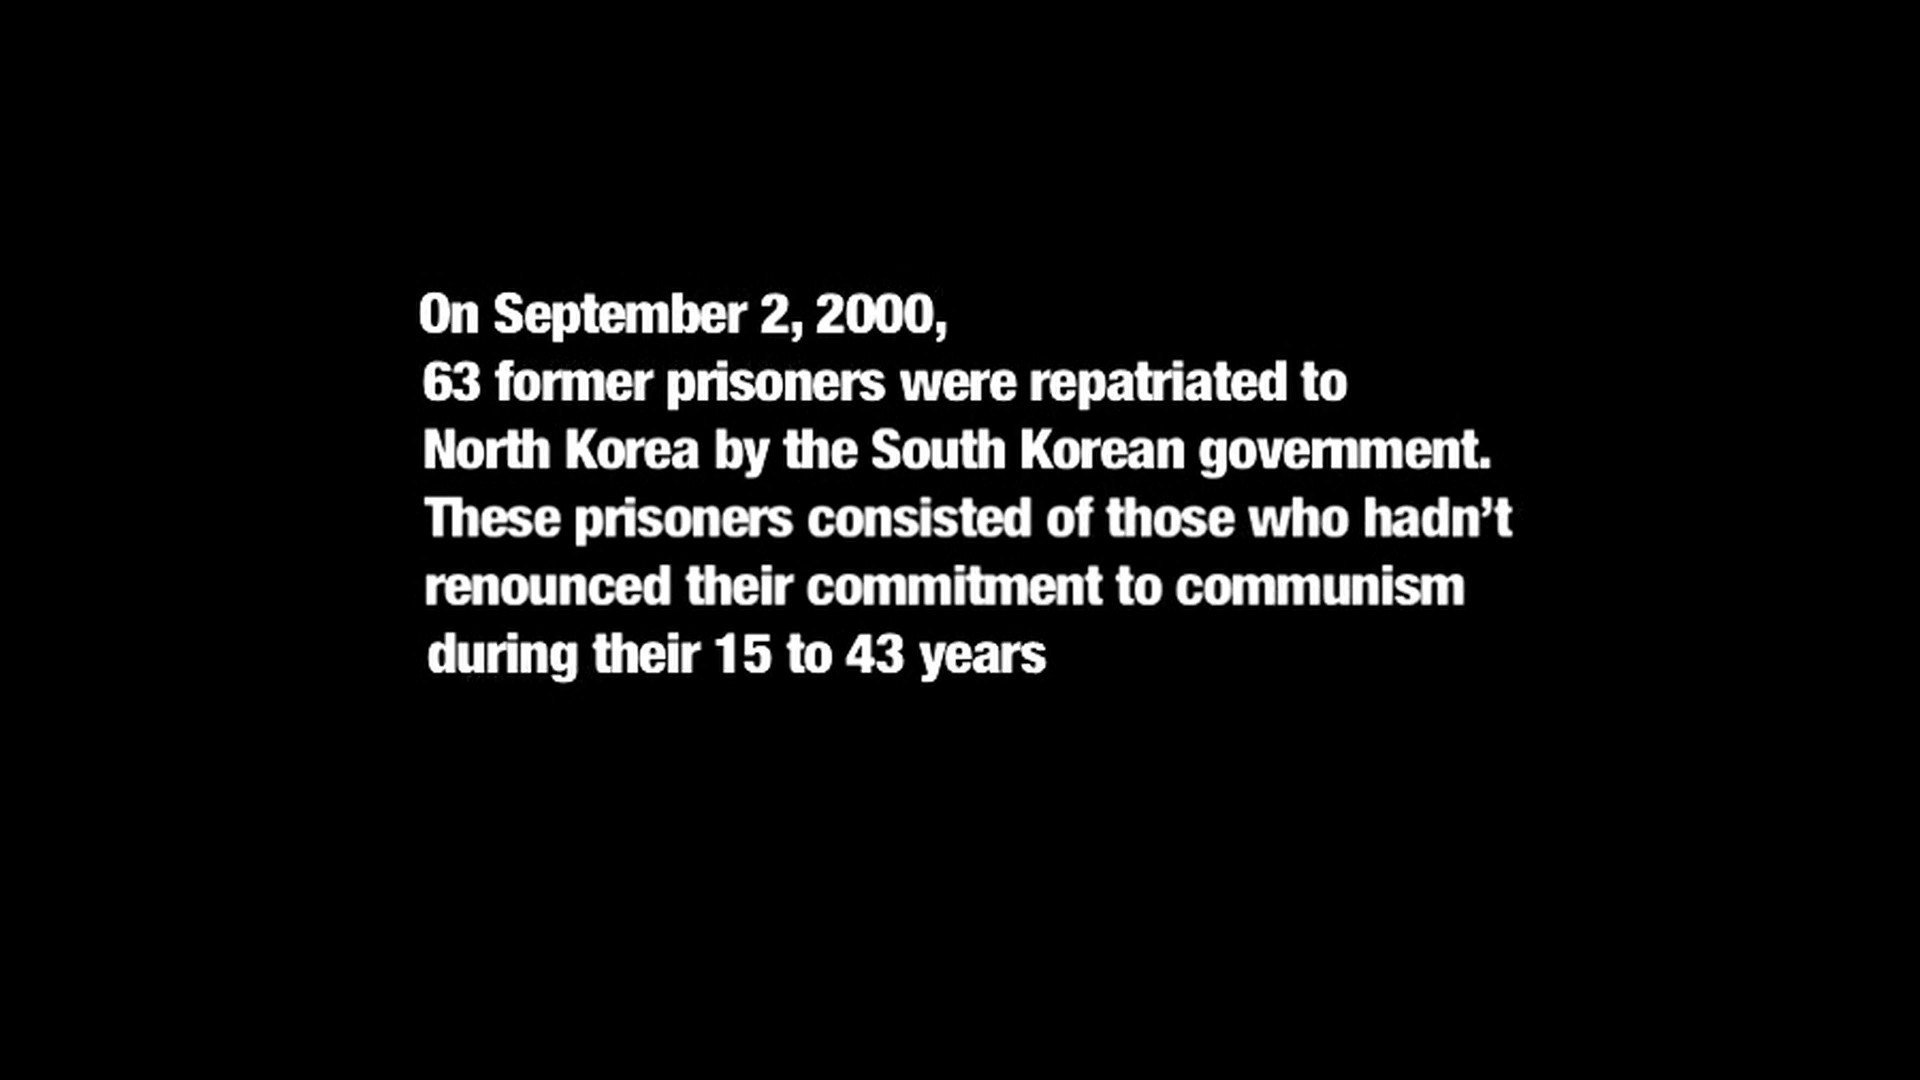 On September 2, 2000,
63 former prisoners were repatriated to
North Korea by the South Korean government.
These prisoners consisted of those who hadn’t
renounced their commitment to communism
during their 15 to 43 years